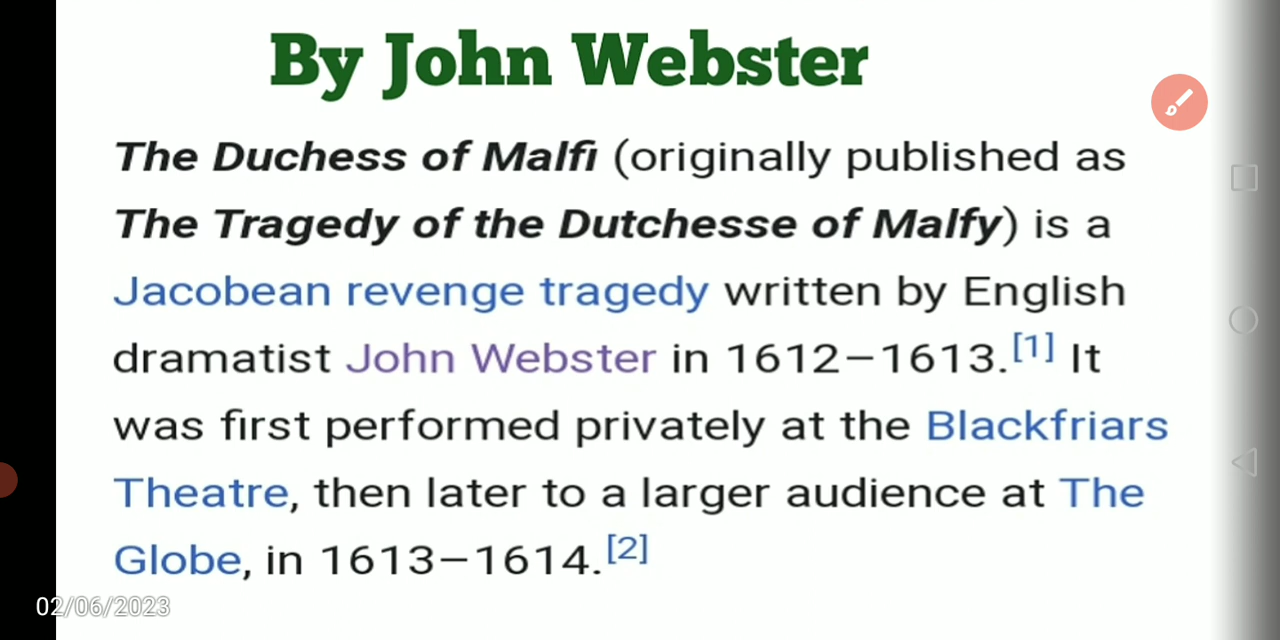 By John Webster
The Duchess of Malfi (originally published as
The Tragedy of the Dutchesse of Malfy) is a
Jacobean revenge tragedy written by English
dramatist John Webster in 1612–1613.[1] It
was first performed privately at the Blackfriars
Theatre, then later to a larger audience at The
Globe, in 1613–1614.[2]
02/06/2023